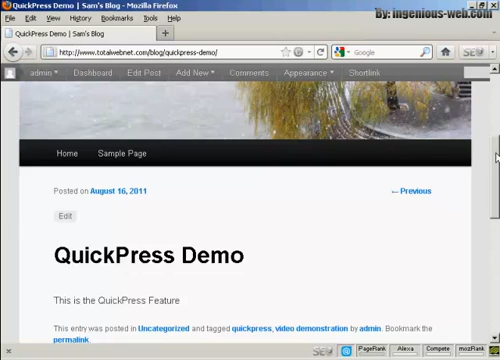 QuickPress Demo | Sam's Blog - Mozilla Firefox
By: ingenious-web.com
Edit View History Bookmarks Tools Help
QuickPress Demo | Sam's Blog
http://www.totalwebnet.com/blog/quickpress-demo/
Google
admin Dashboard Edit Post Add New Comments Appearance Shortlink
Home Sample Page
Posted on August 16, 2011
← Previous
Edit
QuickPress Demo
This is the QuickPress Feature
This entry was posted in Uncategorized and tagged quickpress, video demonstration by admin. Bookmark the
permalink.
PageRank Alexa Compete mozRank